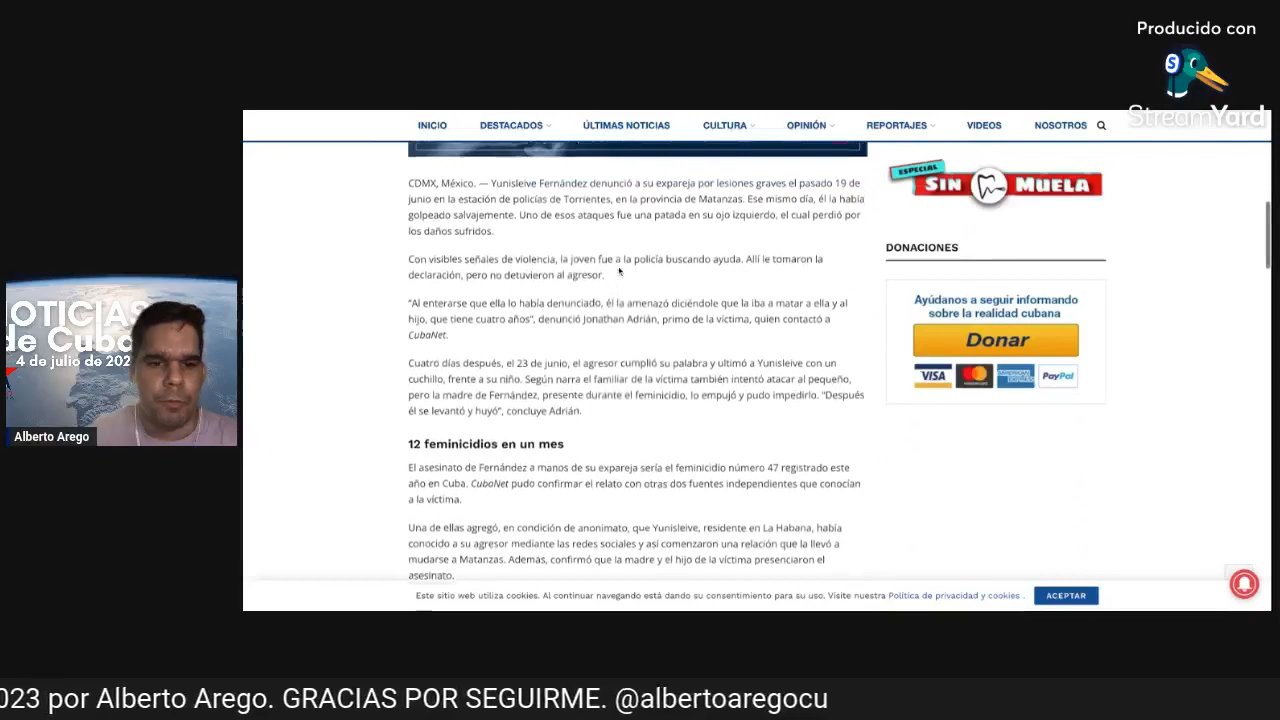 Producido con
S
StreamYard
INICIO DESTACADOS ÚLTIMAS NOTICIAS CULTURA OPINIÓN REPORTAJES VIDEOS NOSOTROS
CDMX, México. — Yunisleive Fernández denunció a su expareja por lesiones graves el pasado 19 de
junio en la estación de policías de Torrientes, en la provincia de Matanzas. Ese mismo día, él la había
golpeado salvajemente. Uno de esos ataques fue una patada en su ojo izquierdo, el cual perdió por
los daños sufridos.
Con visibles señales de violencia, la joven fue a la policía buscando ayuda. Allí le tomaron la
declaración, pero no detuvieron al agresor.
“Al enterarse que ella lo había denunciado, él la amenazó diciéndole que la iba a matar a ella y al
hijo, que tiene cuatro años”, denunció Jonathan Adrián, primo de la víctima, quien contactó a
CubaNet.
Cuatro días después, el 23 de junio, el agresor cumplió su palabra y ultimó a Yunisleive con un
cuchillo, frente a su niño. Según narra el familiar de la víctima también intentó atacar al pequeño,
pero la madre de Fernández, presente durante el feminicidio, lo empujó y pudo impedirlo. “Después
él se levantó y huyó”, concluye Adrián.
12 feminicidios en un mes
El asesinato de Fernández a manos de su expareja sería el feminicidio número 47 registrado este
año en Cuba. CubaNet pudo confirmar el relato con otras dos fuentes independientes que conocían
a la víctima.
Una de ellas agregó, en condición de anonimato, que Yunisleive, residente en La Habana, había
conocido a su agresor mediante las redes sociales y así comenzaron una relación que la llevó a
mudarse a Matanzas. Además, confirmó que la madre y el hijo de la víctima presenciaron el
asesinato.
ESPECIAL
SIN MUELA
DONACIONES
Ayúdanos a seguir informando
sobre la realidad cubana
Donar
VISA MasterCard AMERICAN EXPRESS PayPal
Este sitio web utiliza cookies. Al continuar navegando está dando su consentimiento para su uso. Visite nuestra Política de privacidad y cookies . ACEPTAR
OTICIAS
de Cuba
4 de julio de 202
Alberto Arego
023 por Alberto Arego. GRACIAS POR SEGUIRME. @albertoaregocu